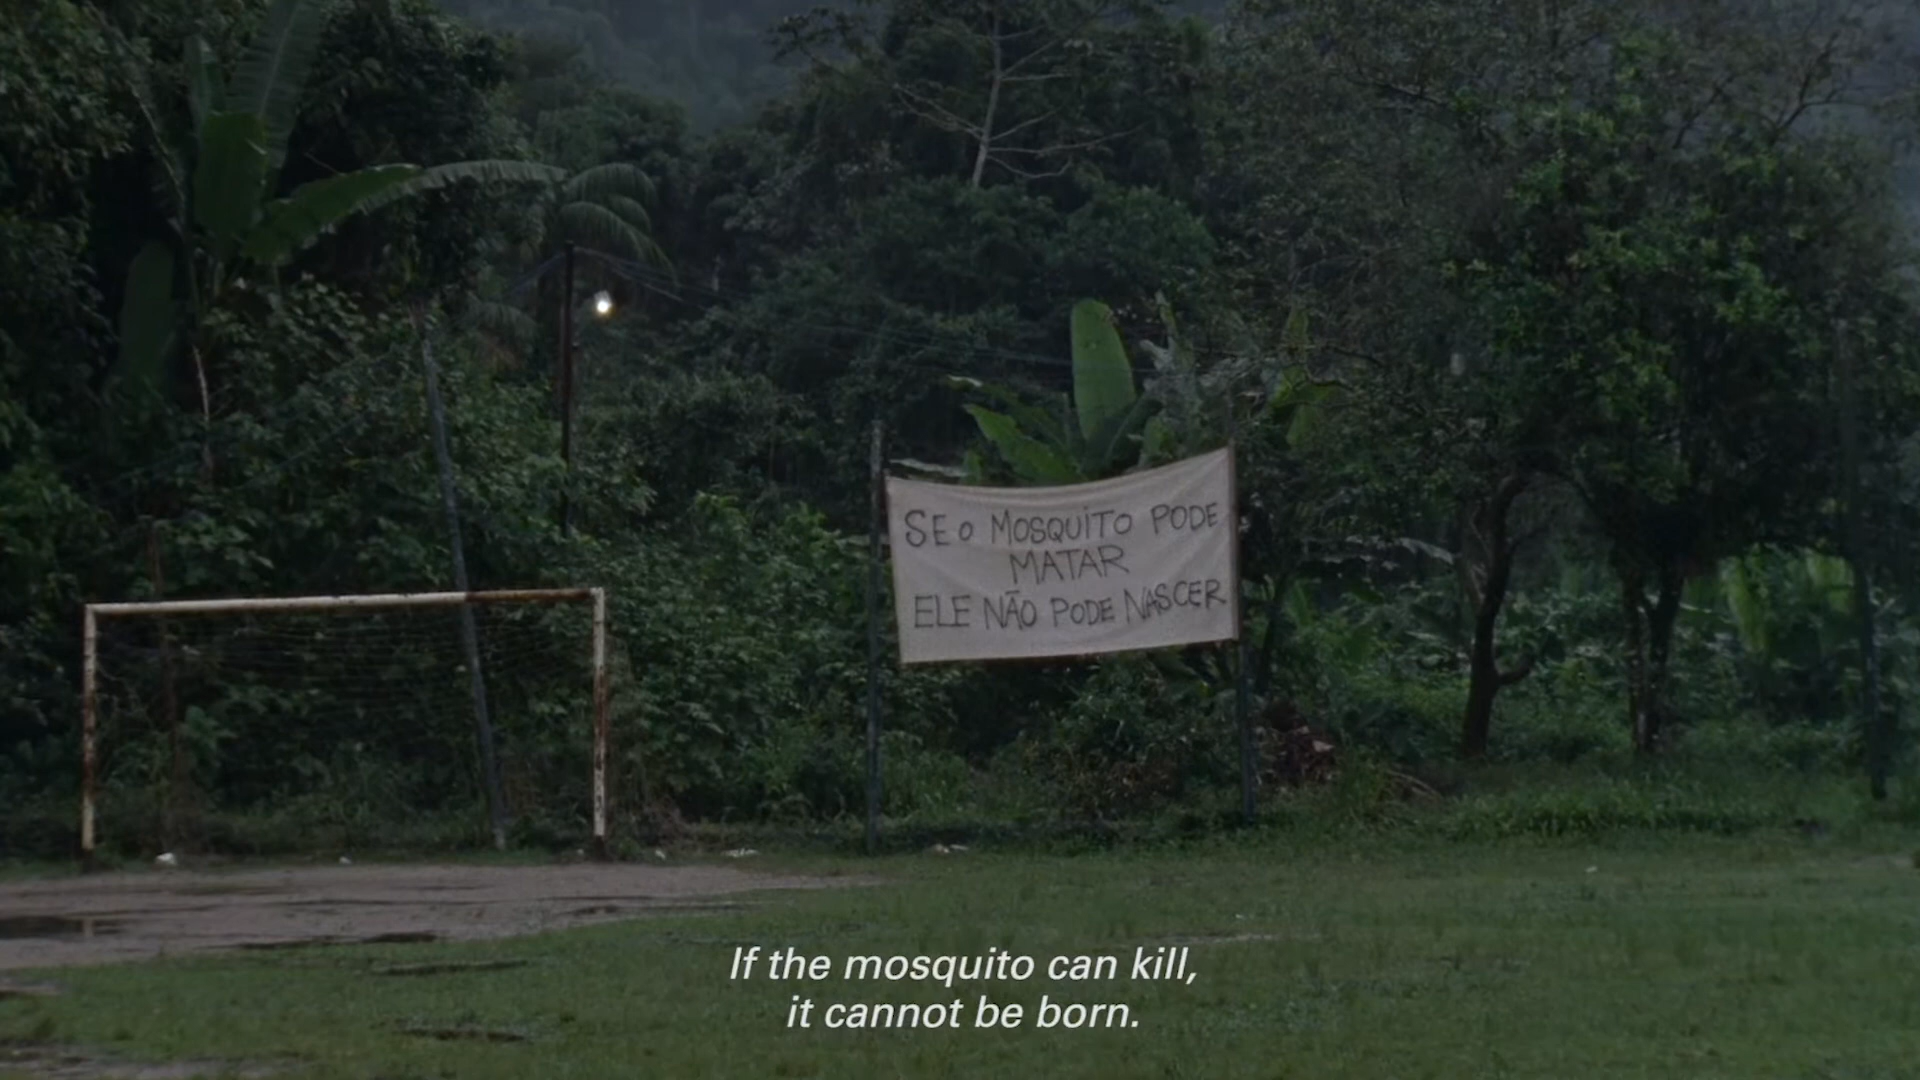 SE O MOSQUITO PODE
MATAR
ELE NÃO PODE NASCER
If the mosquito can kill,
it cannot be born.